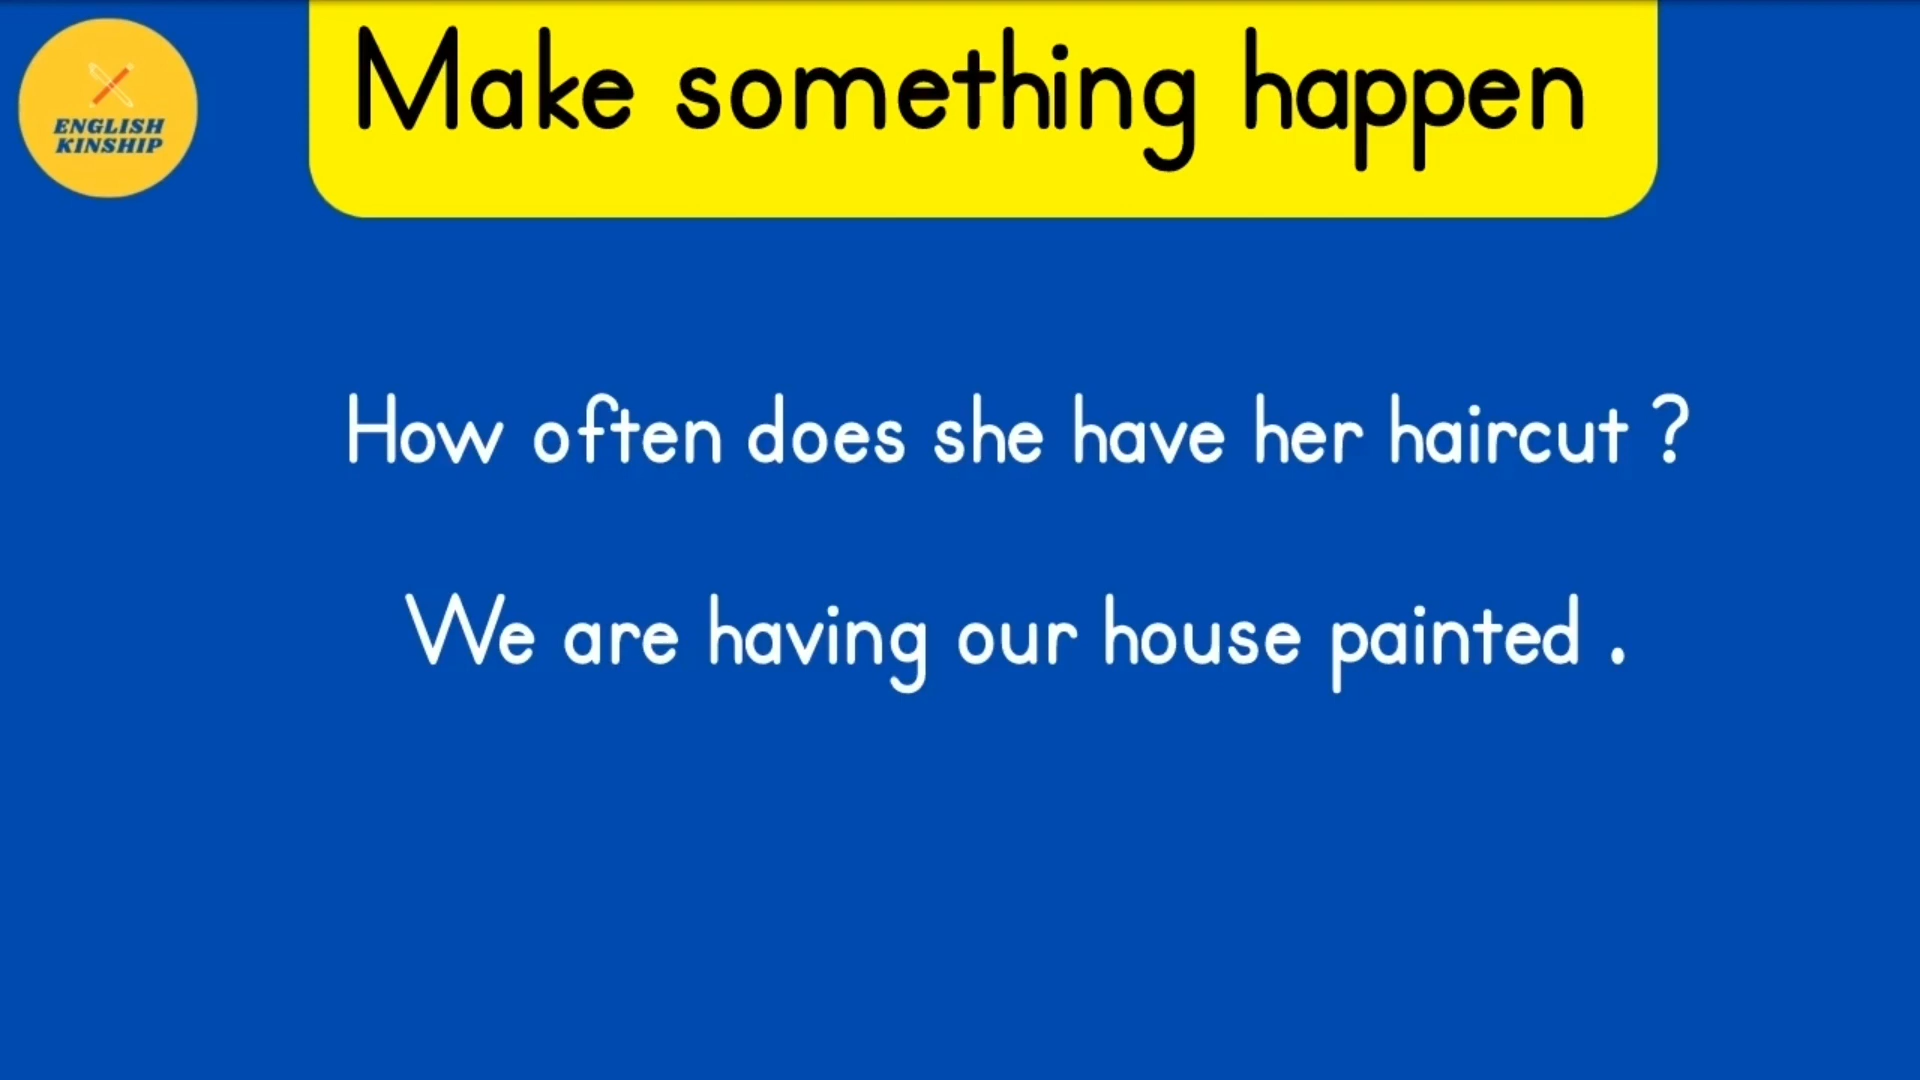 Make something happen
ENGLISH
KINSHIP
How often does she have her haircut ?
We are having our house painted .